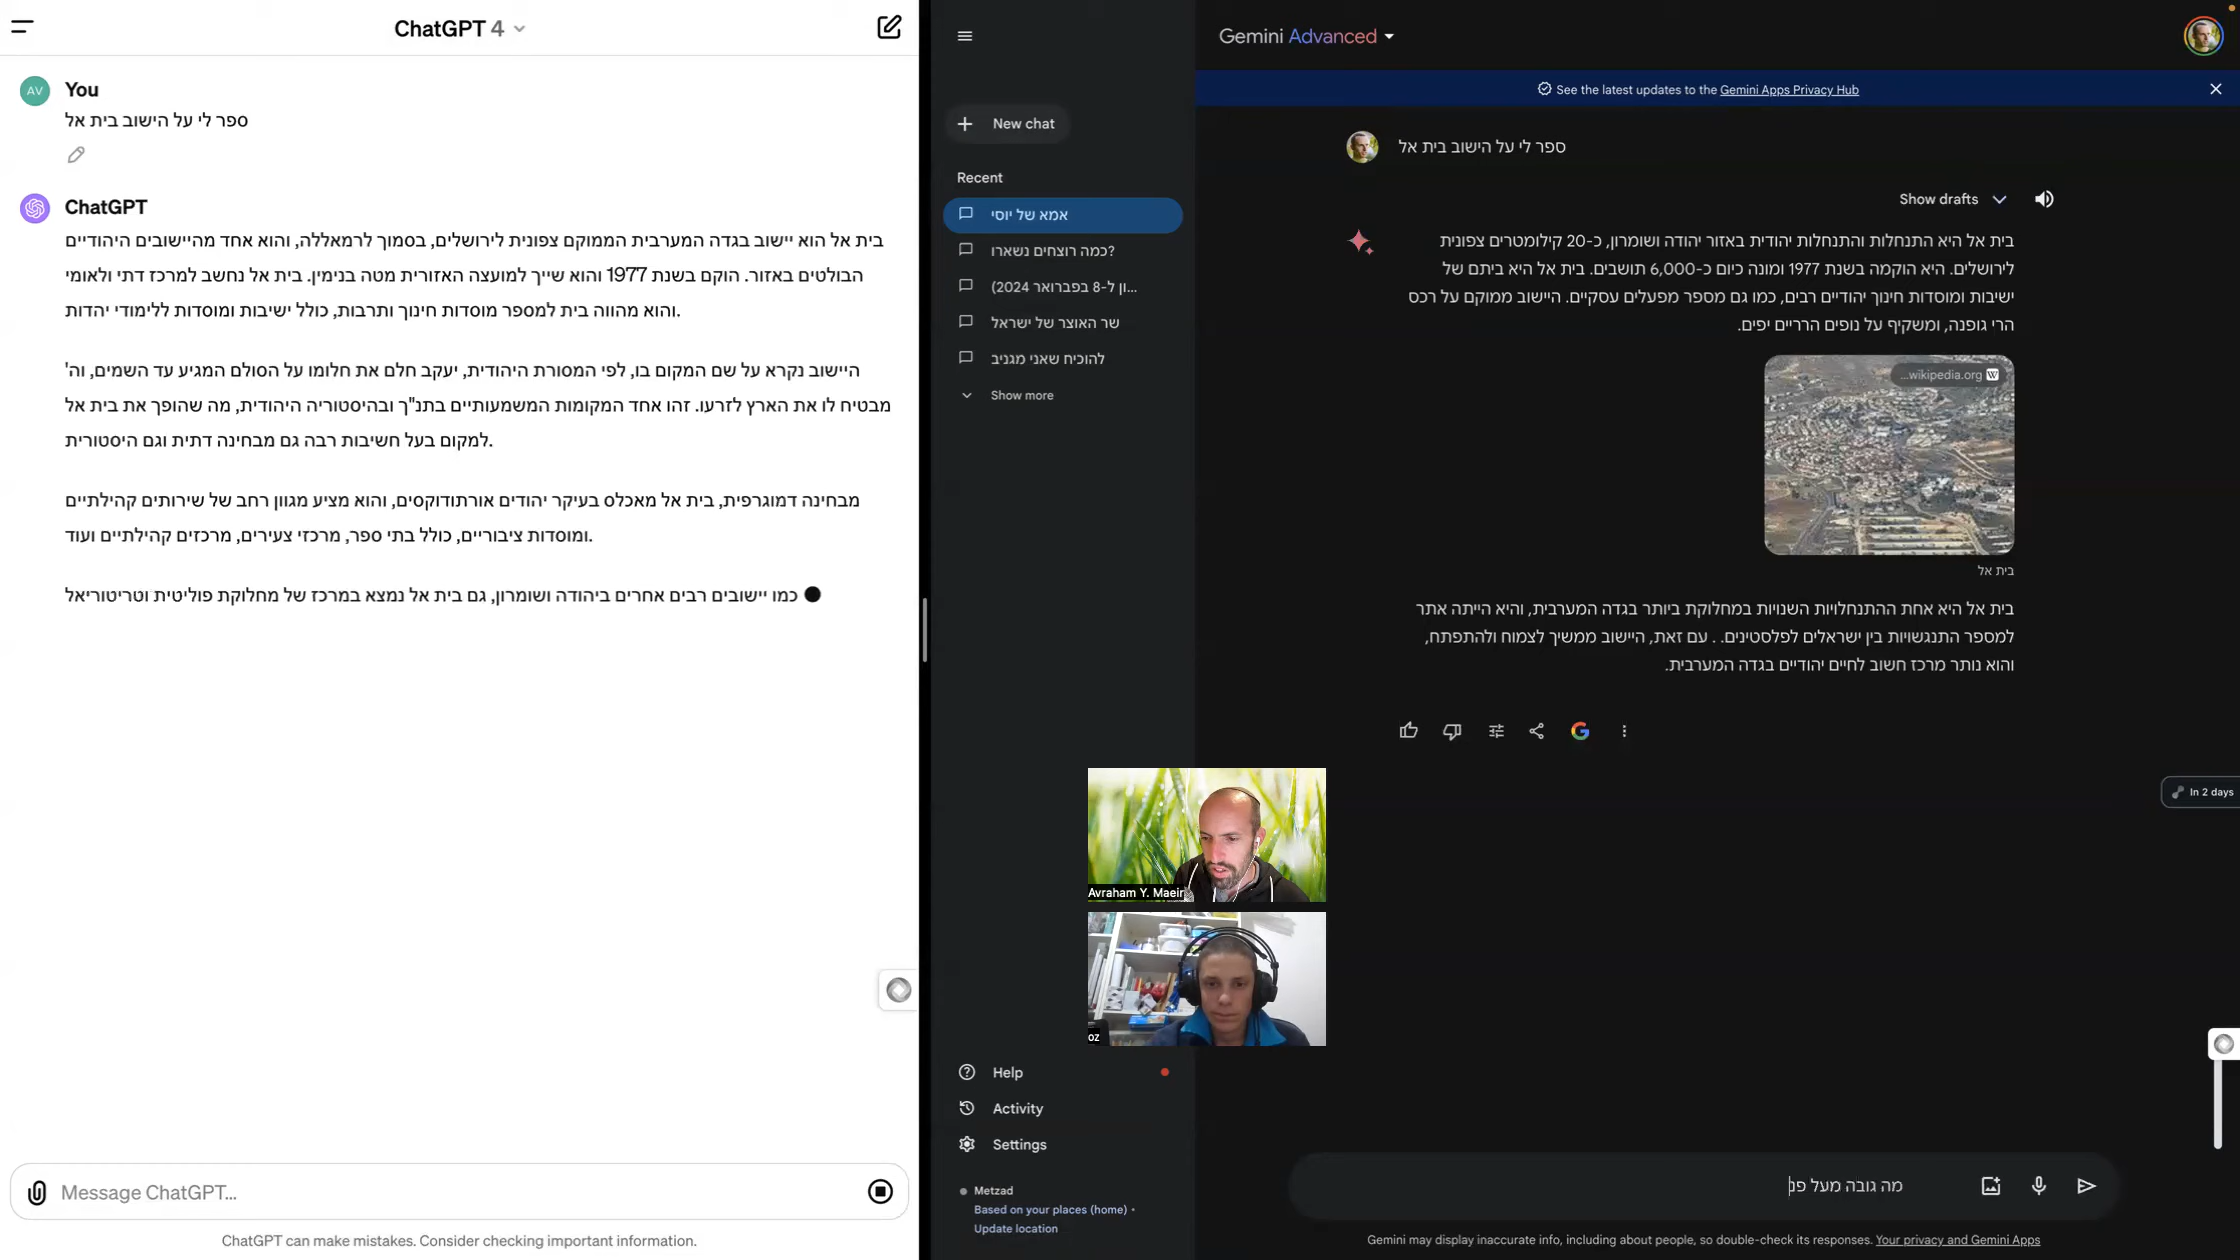 ChatGPT 4
AV
You
ספר לי על הישוב בית אל
ChatGPT
בית אל הוא יישוב בגדה המערבית הממוקם צפונית לירושלים, בסמוך לרמאללה, והוא אחד מהיישובים היהודיים
הבולטים באזור. הוקם בשנת 1977 והוא שייך למועצה האזורית מטה בנימין. בית אל נחשב למרכז דתי ולאומי
והוא מהווה בית למספר מוסדות חינוך ותרבות, כולל ישיבות ומוסדות ללימודי יהדות.
היישוב נקרא על שם המקום בו, לפי המסורת היהודית, יעקב חלם את חלומו על הסולם המגיע עד השמים, וה'
מבטיח לו את הארץ לזרעו. זהו אחד המקומות המשמעותיים בתנ"ך ובהיסטוריה היהודית, מה שהופך את בית אל
למקום בעל חשיבות רבה גם מבחינה דתית וגם היסטורית.
מבחינה דמוגרפית, בית אל מאכלס בעיקר יהודים אורתודוקסים, והוא מציע מגוון רחב של שירותים קהילתיים
ומוסדות ציבוריים, כולל בתי ספר, מרכזי צעירים, מרכזים קהילתיים ועוד.
כמו יישובים רבים אחרים ביהודה ושומרון, גם בית אל נמצא במרכז של מחלוקת פוליטית וטריטוריאל
Message ChatGPT...
ChatGPT can make mistakes. Consider checking important information.
New chat
Recent
אמא של יוסי
כמה רוצחים נשארו?
...ון ל-8 בפברואר 2024)
שר האוצר של ישראל
להוכיח שאני מגניב
Show more
Help
Activity
Settings
Metzad
Based on your places (home) •
Update location
Gemini Advanced
See the latest updates to the Gemini Apps Privacy Hub
ספר לי על הישוב בית אל
Show drafts
בית אל היא התנחלות והתנחלות יהודית באזור יהודה ושומרון, כ-20 קילומטרים צפונית
לירושלים. היא הוקמה בשנת 1977 ומונה כיום כ-6,000 תושבים. בית אל היא ביתם של
ישיבות ומוסדות חינוך יהודיים רבים, כמו גם מספר מפעלים עסקיים. היישוב ממוקם על רכס
הרי גופנה, ומשקיף על נופים הרריים יפים.
...wikipedia.org W
בית אל
בית אל היא אחת ההתנחלויות השנויות במחלוקת ביותר בגדה המערבית, והיא הייתה אתר
למספר התנגשויות בין ישראלים לפלסטינים. . עם זאת, היישוב ממשיך לצמוח ולהתפתח,
והוא נותר מרכז חשוב לחיים יהודיים בגדה המערבית.
In 2 days
Avraham Y. Maeir
oz
מה גובה מעל פנ
Gemini may display inaccurate info, including about people, so double-check its responses. Your privacy and Gemini Apps